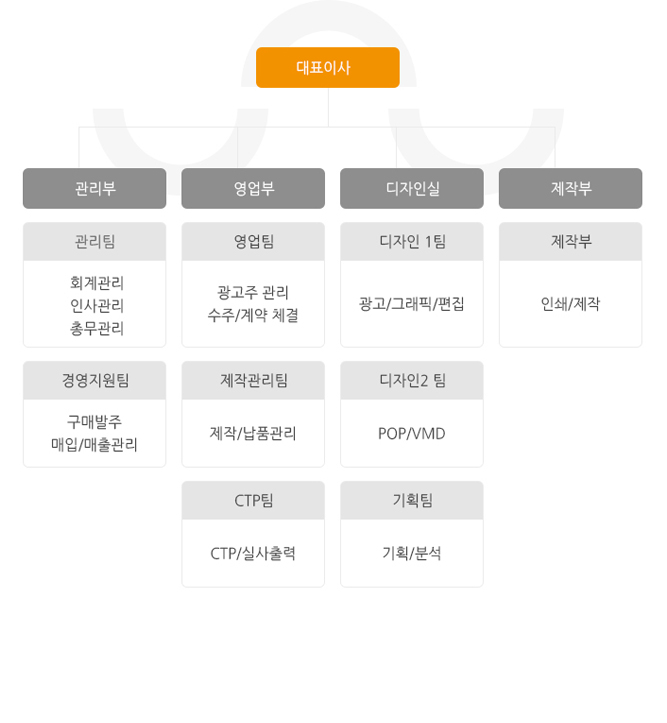 대표이사
관리부
관리팀
회계관리
인사관리
총무관리
경영지원팀
구매발주
매입/매출관리
영업부
영업팀
광고주 관리
수주/계약 체결
제작관리팀
제작/납품관리
CTP팀
CTP/실사출력
디자인실
디자인 1팀
광고/그래픽/편집
디자인2 팀
POP/VMD
기획팀
기획/분석
제작부
제작부
인쇄/제작